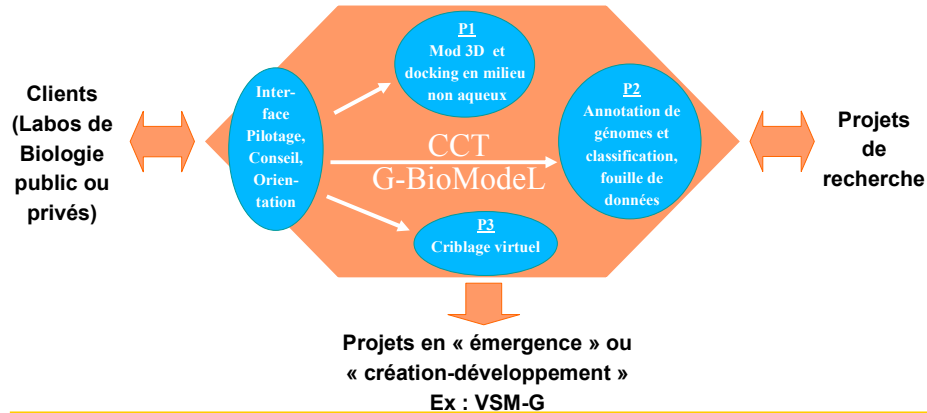 Clients
(Labos de
Biologie
public ou
privés)
Inter-
face
Pilotage,
Conseil,
Orien-
tation
P1
Mod 3D et
docking en milieu
non aqueux
CCT
G-BioModeL
P2
Annotation de
génomes et
classification,
fouille de
données
P3
Criblage virtuel
Projets
de
recherche
Projets en « émergence » ou
« création-développement »
Ex : VSM-G